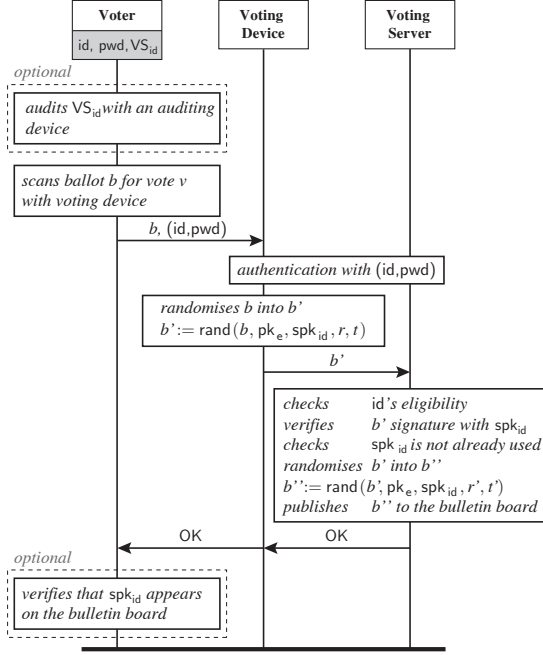 Voter
Voting
Device
Voting
Server
id, pwd, VS_id
optional
audits VS_id with an auditing
device
scans ballot b for vote v
with voting device
b, (id,pwd)
authentication with (id,pwd)
randomises b into b'
b' := rand(b, pk_e, spk_id, r, t)
b'
checks id's eligibility
verifies b' signature with spk_id
checks spk_id is not already used
randomises b' into b''
b'' := rand(b', pk_e, spk_id, r', t')
publishes b'' to the bulletin board
OK OK
optional
verifies that spk_id appears
on the bulletin board